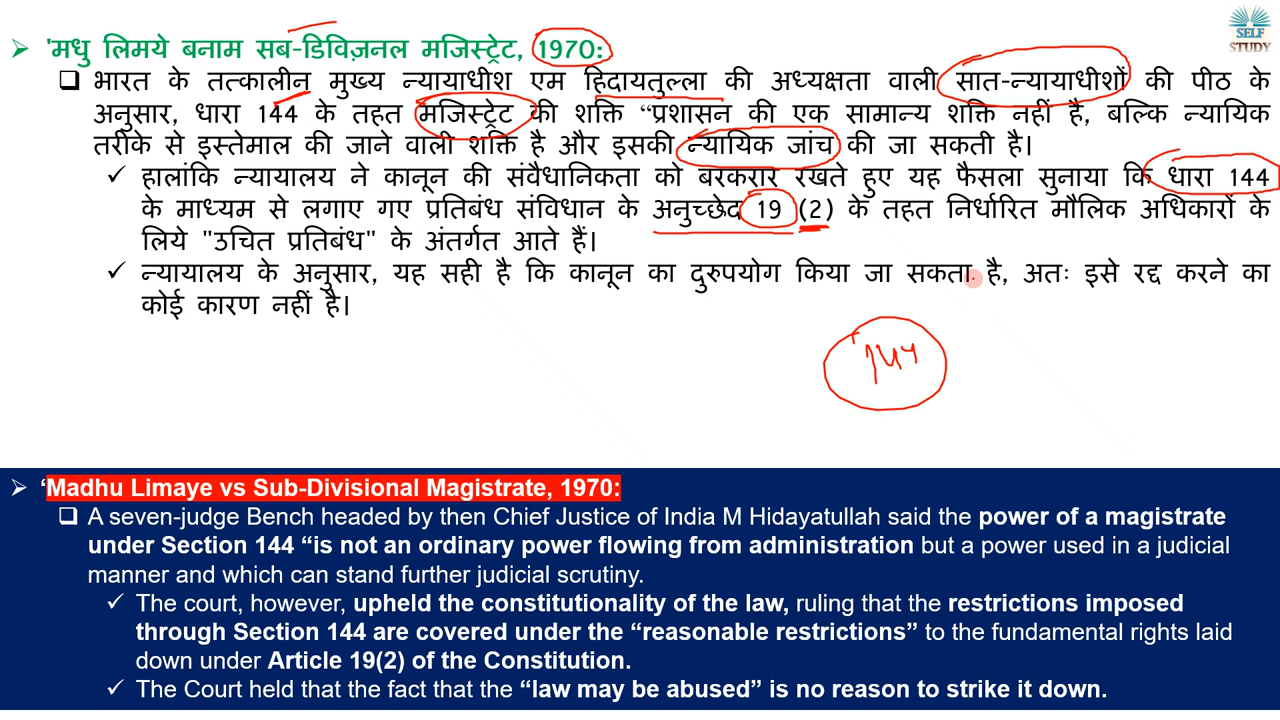 SELF
STUDY
➢ 'मधु लिमये बनाम सब-डिविज़नल मजिस्ट्रेट, 1970:
❑ भारत के तत्कालीन मुख्य न्यायाधीश एम हिदायतुल्ला की अध्यक्षता वाली सात-न्यायाधीशों की पीठ के
अनुसार, धारा 144 के तहत मजिस्ट्रेट की शक्ति “प्रशासन की एक सामान्य शक्ति नहीं है, बल्कि न्यायिक
तरीके से इस्तेमाल की जाने वाली शक्ति है और इसकी न्यायिक जांच की जा सकती है।
✓ हालांकि न्यायालय ने कानून की संवैधानिकता को बरकरार रखते हुए यह फैसला सुनाया कि धारा 144
के माध्यम से लगाए गए प्रतिबंध संविधान के अनुच्छेद 19 (2) के तहत निर्धारित मौलिक अधिकारों के
लिये "उचित प्रतिबंध" के अंतर्गत आते हैं।
✓ न्यायालय के अनुसार, यह सही है कि कानून का दुरुपयोग किया जा सकता है, अतः इसे रद्द करने का
कोई कारण नहीं है।
144
➢ ‘Madhu Limaye vs Sub-Divisional Magistrate, 1970:
❑ A seven-judge Bench headed by then Chief Justice of India M Hidayatullah said the power of a magistrate
under Section 144 “is not an ordinary power flowing from administration but a power used in a judicial
manner and which can stand further judicial scrutiny.
✓ The court, however, upheld the constitutionality of the law, ruling that the restrictions imposed
through Section 144 are covered under the “reasonable restrictions” to the fundamental rights laid
down under Article 19(2) of the Constitution.
✓ The Court held that the fact that the “law may be abused” is no reason to strike it down.